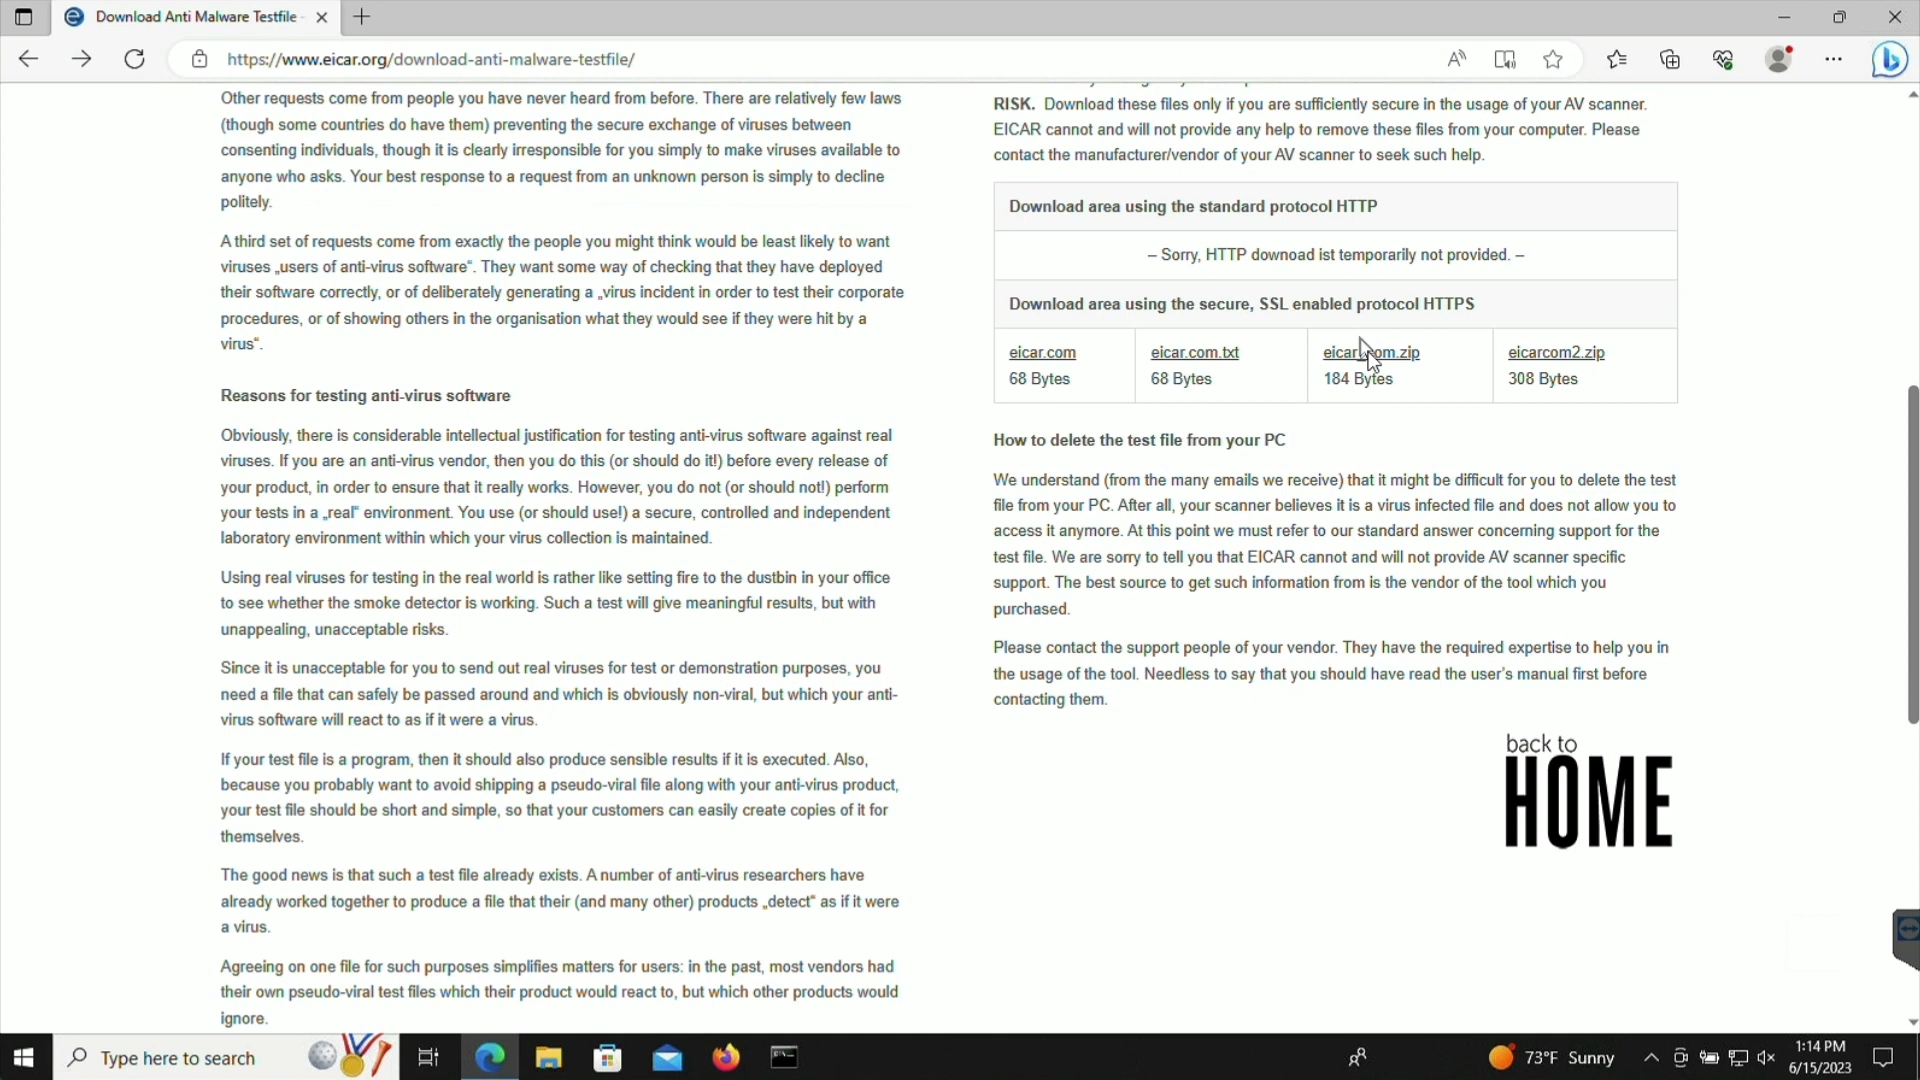 Download Anti Malware Testfile
https://www.eicar.org/download-anti-malware-testfile/
Other requests come from people you have never heard from before. There are relatively few laws
(though some countries do have them) preventing the secure exchange of viruses between
consenting individuals, though it is clearly irresponsible for you simply to make viruses available to
anyone who asks. Your best response to a request from an unknown person is simply to decline
politely.
A third set of requests come from exactly the people you might think would be least likely to want
viruses „users of anti-virus software“. They want some way of checking that they have deployed
their software correctly, or of deliberately generating a „virus incident in order to test their corporate
procedures, or of showing others in the organisation what they would see if they were hit by a
virus“.
Reasons for testing anti-virus software
Obviously, there is considerable intellectual justification for testing anti-virus software against real
viruses. If you are an anti-virus vendor, then you do this (or should do it!) before every release of
your product, in order to ensure that it really works. However, you do not (or should not!) perform
your tests in a „real“ environment. You use (or should use!) a secure, controlled and independent
laboratory environment within which your virus collection is maintained.
Using real viruses for testing in the real world is rather like setting fire to the dustbin in your office
to see whether the smoke detector is working. Such a test will give meaningful results, but with
unappealing, unacceptable risks.
Since it is unacceptable for you to send out real viruses for test or demonstration purposes, you
need a file that can safely be passed around and which is obviously non-viral, but which your anti-
virus software will react to as if it were a virus.
If your test file is a program, then it should also produce sensible results if it is executed. Also,
because you probably want to avoid shipping a pseudo-viral file along with your anti-virus product,
your test file should be short and simple, so that your customers can easily create copies of it for
themselves.
The good news is that such a test file already exists. A number of anti-virus researchers have
already worked together to produce a file that their (and many other) products „detect“ as if it were
a virus.
Agreeing on one file for such purposes simplifies matters for users: in the past, most vendors had
their own pseudo-viral test files which their product would react to, but which other products would
ignore.
RISK. Download these files only if you are sufficiently secure in the usage of your AV scanner.
EICAR cannot and will not provide any help to remove these files from your computer. Please
contact the manufacturer/vendor of your AV scanner to seek such help.
Download area using the standard protocol HTTP
– Sorry, HTTP downoad ist temporarily not provided. –
Download area using the secure, SSL enabled protocol HTTPS
eicar.com
68 Bytes
eicar.com.txt
68 Bytes
eicar.com.zip
184 Bytes
eicarcom2.zip
308 Bytes
How to delete the test file from your PC
We understand (from the many emails we receive) that it might be difficult for you to delete the test
file from your PC. After all, your scanner believes it is a virus infected file and does not allow you to
access it anymore. At this point we must refer to our standard answer concerning support for the
test file. We are sorry to tell you that EICAR cannot and will not provide AV scanner specific
support. The best source to get such information from is the vendor of the tool which you
purchased.
Please contact the support people of your vendor. They have the required expertise to help you in
the usage of the tool. Needless to say that you should have read the user’s manual first before
contacting them.
back to
HOME
Type here to search
73°F Sunny
1:14 PM
6/15/2023